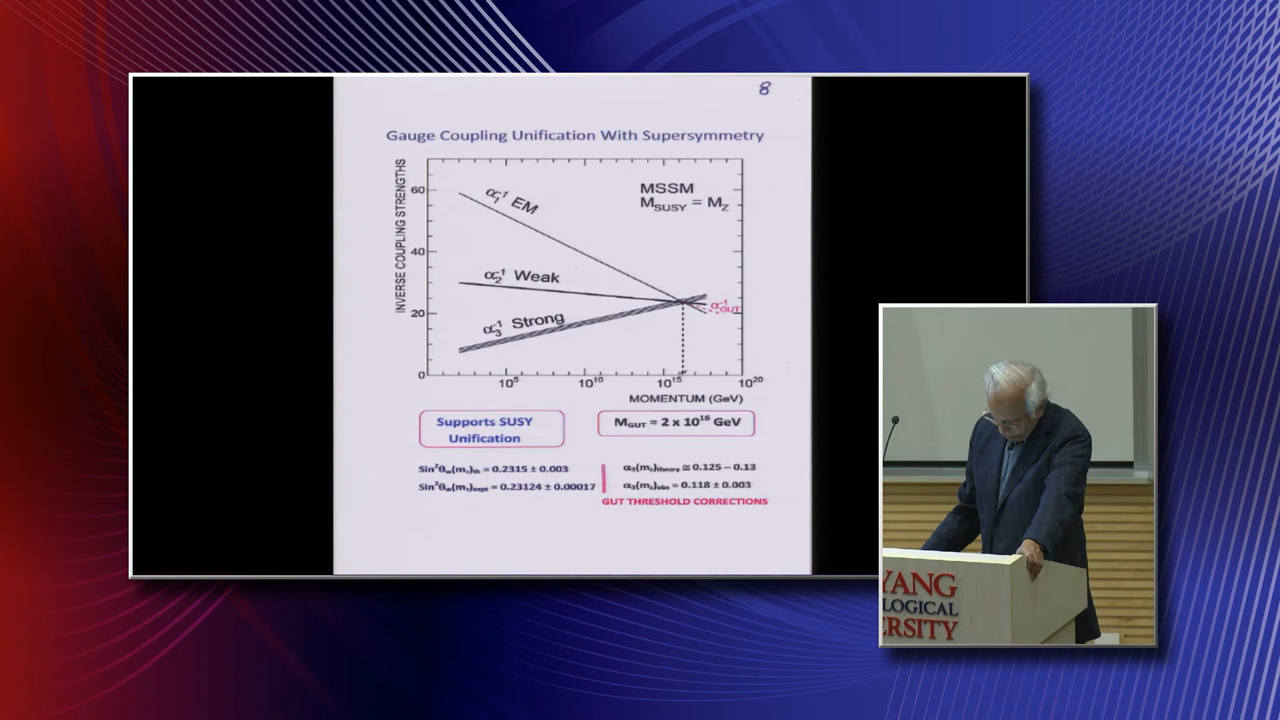 8
Gauge Coupling Unification With Supersymmetry
INVERSE COUPLING STRENGTHS
60
40
20
0
α₁⁻¹ EM
α₂⁻¹ Weak
α₃⁻¹ Strong
MSSM
M_SUSY = M_Z
α⁻¹_GUT
10⁵
10¹⁰
10¹⁵
10²⁰
MOMENTUM (GeV)
Supports SUSY
Unification
M_GUT ≈ 2 x 10¹⁶ GeV
Sin²θ_w(m_z)_th = 0.2315 ± 0.003
Sin²θ_w(m_z)_expt = 0.23124 ± 0.00017
α₃(m_z)_theory ≅ 0.125 – 0.13
α₃(m_z)_obs = 0.118 ± 0.003
GUT THRESHOLD CORRECTIONS
YANG
LOGICAL
ERSITY